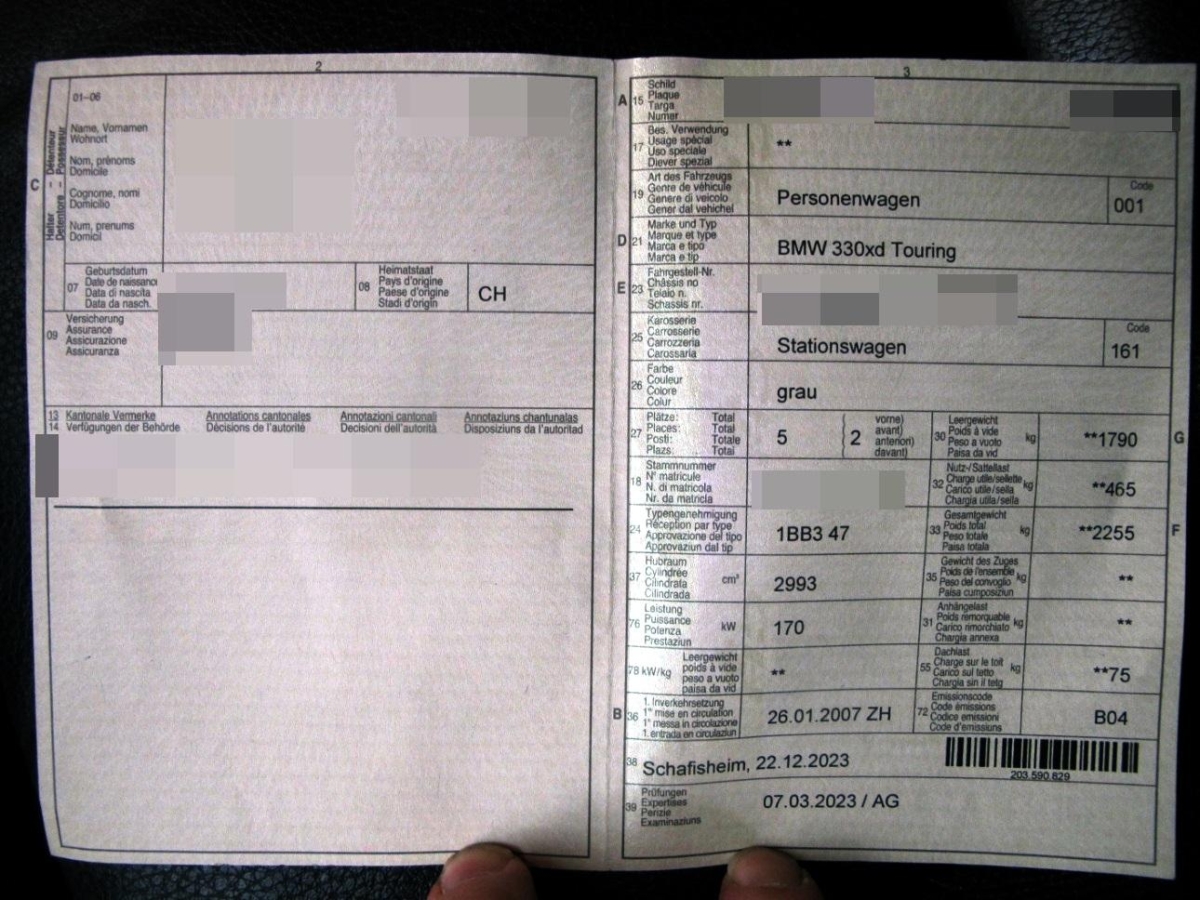 2
01–06
C
Halter – Détenteur
Detentore – Possessur
Name, Vornamen
Wohnort
Nom, prénoms
Domicile
Cognome, nomi
Domicilio
Num, prenums
Domicil
07
Geburtsdatum
Date de naissance
Data di nascita
Data da nasch.
08
Heimatstaat
Pays d'origine
Paese d'origine
Stadi d'origin
CH
09
Versicherung
Assurance
Assicurazione
Assicuranza
13 Kantonale Vermerke Annotations cantonales Annotazioni cantonali Annotaziuns chantunalas
14 Verfügungen der Behörde Décisions de l'autorité Decisioni dell'autorità Disposiziuns da l'autoritad
3
A 15
Schild
Plaque
Targa
Numer
17
Bes. Verwendung
Usage spécial
Uso speciale
Diever spezial
**
19
Art des Fahrzeugs
Genre de véhicule
Genere di veicolo
Gener dal vehichel
Personenwagen
Code
001
D 21
Marke und Typ
Marque et type
Marca e tipo
Marca e tip
BMW 330xd Touring
E 23
Fahrgestell-Nr.
Châssis no
Telaio n.
Schassis nr.
25
Karosserie
Carrosserie
Carrozzeria
Carossaria
Stationswagen
Code
161
26
Farbe
Couleur
Colore
Colur
grau
27
Plätze: Total
Places: Total
Posti: Totale
Plazs: Total
5
2
vorne)
avant)
anteriori)
davant)
30
Leergewicht
Poids à vide
Peso a vuoto
Paisa da vid
kg
**1790
G
18
Stammnummer
N° matricule
N. di matricola
Nr. da matricla
32
Nutz-/Sattellast
Charge utile/sellette
Carico utile/sella
Chargia utila/sella
kg
**465
24
Typengenehmigung
Réception par type
Approvazione del tipo
Approvaziun dal tip
1BB3 47
33
Gesamtgewicht
Poids total
Peso totale
Paisa totala
kg
**2255
F
37
Hubraum
Cylindrée
Cilindrata
Cilindrada
cm³
2993
35
Gewicht des Zuges
Poids de l'ensemble
Peso del convoglio
Paisa cumposiziun
kg
**
76
Leistung
Puissance
Potenza
Prestaziun
kW
170
31
Anhängelast
Poids remorquable
Carico rimorchiato
Chargia annexa
kg
**
78 kW/kg
Leergewicht
poids à vide
peso a vuoto
paisa da vid
**
55
Dachlast
Charge sur le toit
Carico sul tetto
Chargia sin il tetg
kg
**75
B 36
1. Inverkehrsetzung
1re mise en circulation
1a messa in circolazione
1. entrada en circulaziun
26.01.2007 ZH
72
Emissionscode
Code émissions
Codice emissioni
Code d'emissiuns
B04
38
Schafisheim, 22.12.2023
203.590.829
39
Prüfungen
Expertises
Perizie
Examinaziuns
07.03.2023 / AG